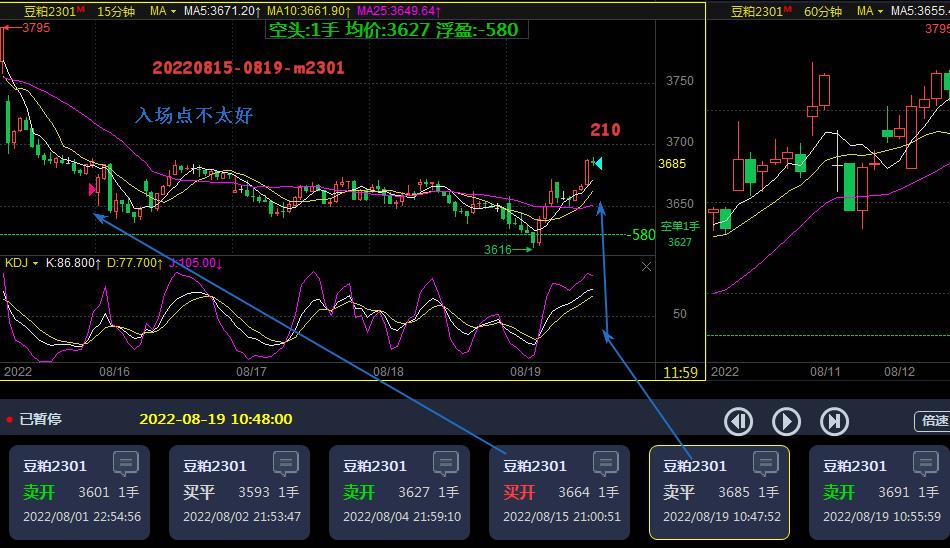 豆粕2301M 15分钟 MA MA5:3671.20↑ MA10:3661.90↑ MA25:3649.64↑
豆粕2301M 60分钟 MA MA5:3655.
3795
空头:1手 均价:3627 浮盈:-580
3795
20220815-0819-m2301
入场点不太好
210
3750
3700
3685
3650
空单1手
3627
-580
3616
KDJ K:86.800↑ D:77.700↑ J:105.00↓
50
2022 08/16 08/17 08/18 08/19 11:59
2022 08/11 08/12
已暂停 2022-08-19 10:48:00 倍速
豆粕2301
卖开 3601 1手
2022/08/01 22:54:56
豆粕2301
买平 3593 1手
2022/08/02 21:53:47
豆粕2301
卖开 3627 1手
2022/08/04 21:59:10
豆粕2301
买开 3664 1手
2022/08/15 21:00:51
豆粕2301
卖平 3685 1手
2022/08/19 10:47:52
豆粕2301
卖开 3691 1手
2022/08/19 10:55:59